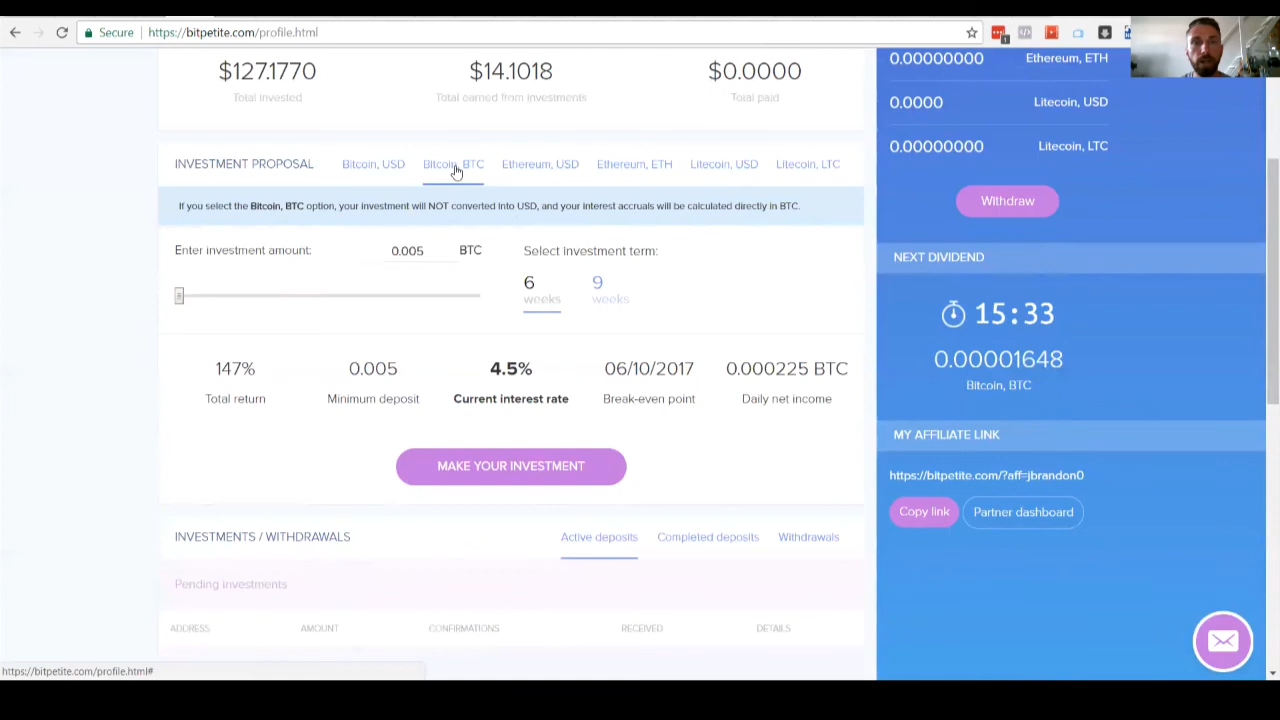 Secure
https://bitpetite.com/profile.html
1
$127.1770
$14.1018
$0.0000
Total invested
Total earned from investments
Total paid
INVESTMENT PROPOSAL
Bitcoin, USD
Bitcoin, BTC
Ethereum, USD
Ethereum, ETH
Litecoin, USD
Litecoin, LTC
If you select the Bitcoin, BTC option, your investment will NOT converted into USD, and your interest accruals will be calculated directly in BTC.
Enter investment amount:
0.005
BTC
Select investment term:
6
weeks
9
weeks
147%
0.005
4.5%
06/10/2017
0.000225 BTC
Total return
Minimum deposit
Current interest rate
Break-even point
Daily net income
MAKE YOUR INVESTMENT
INVESTMENTS / WITHDRAWALS
Active deposits
Completed deposits
Withdrawals
Pending investments
ADDRESS
AMOUNT
CONFIRMATIONS
RECEIVED
DETAILS
0.00000000
Ethereum, ETH
0.0000
Litecoin, USD
0.00000000
Litecoin, LTC
Withdraw
NEXT DIVIDEND
15:33
0.00001648
Bitcoin, BTC
MY AFFILIATE LINK
https://bitpetite.com/?aff=jbrandon0
Copy link
Partner dashboard
https://bitpetite.com/profile.html#